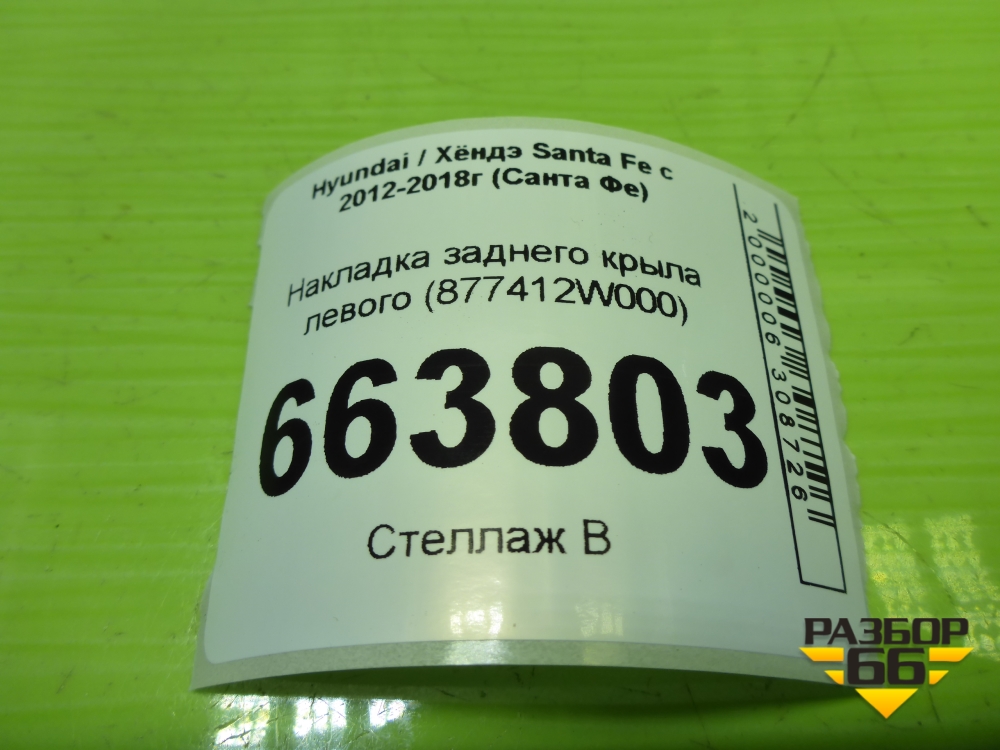 Hyundai / Хёндэ Santa Fe с
2012-2018г (Санта Фе)
Накладка заднего крыла
левого (877412W000)
663803
Стеллаж В
2000006308726
РАЗБОР
66